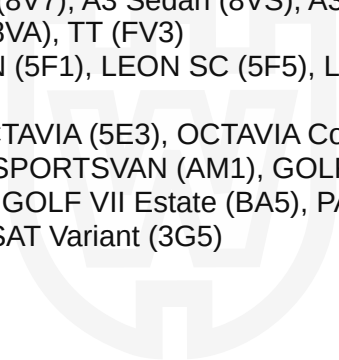 (8V7), A3 Sedan (8VS), A3
8VA), TT (FV3)
(5F1), LEON SC (5F5), L
CTAVIA (5E3), OCTAVIA Co
SPORTSVAN (AM1), GOL
GOLF VII Estate (BA5), PA
SAT Variant (3G5)